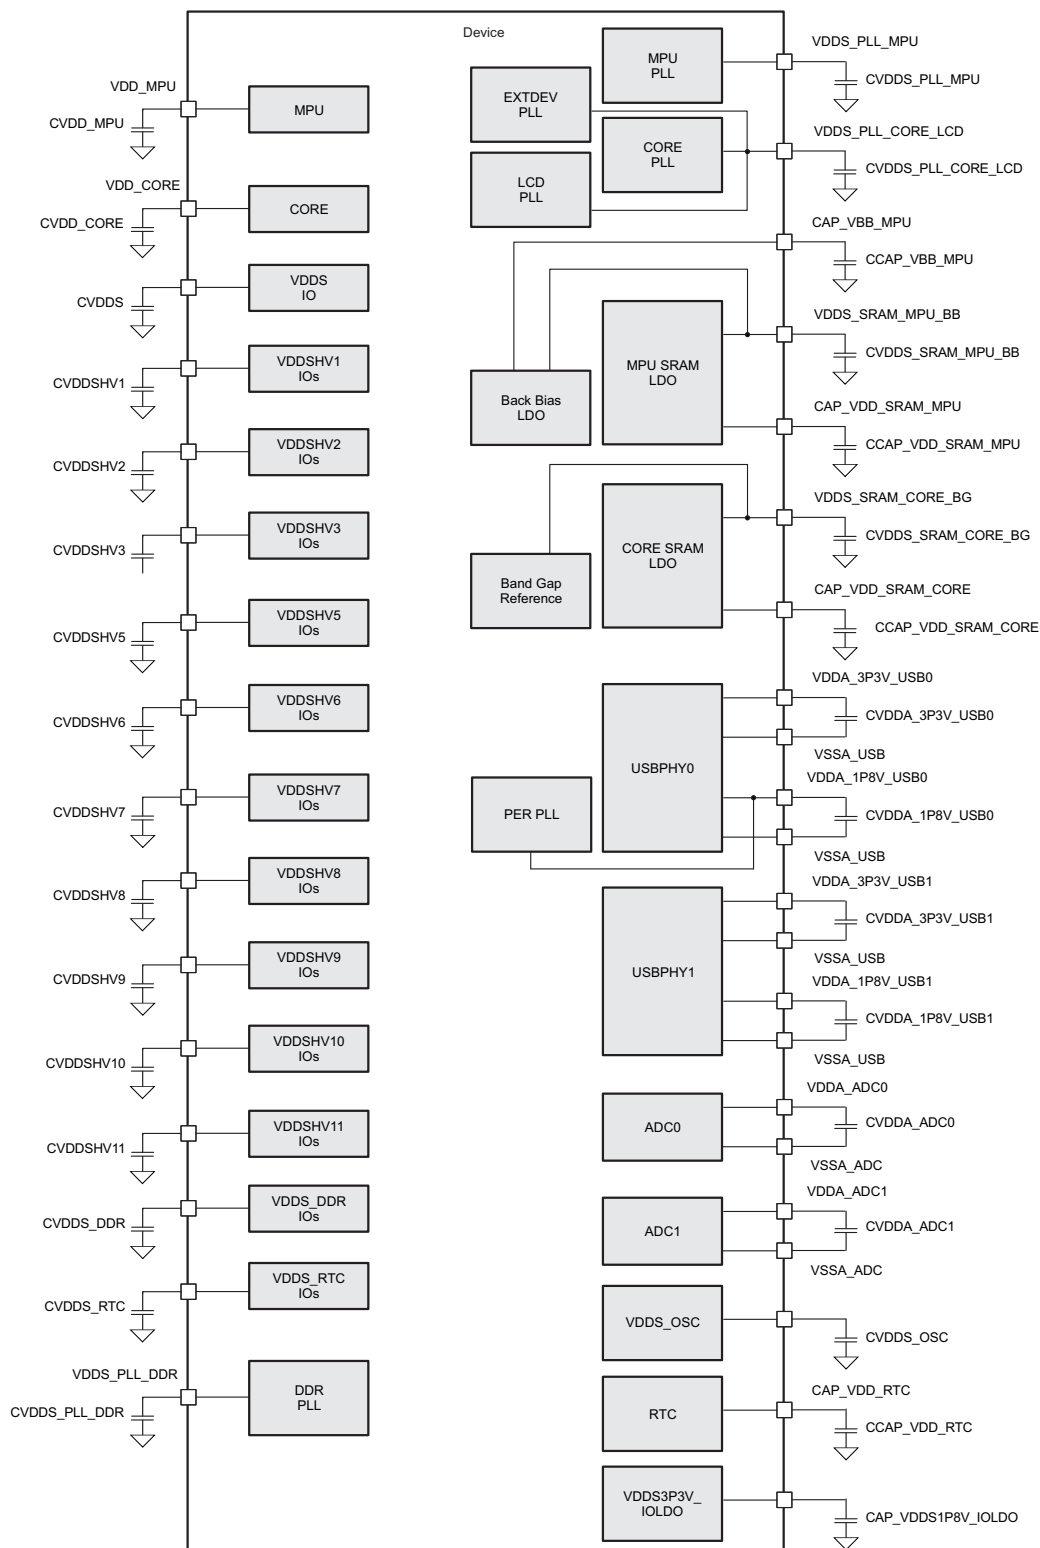 Device
VDD_MPU
CVDD_MPU
MPU
VDD_CORE
CVDD_CORE
CORE
CVDDS
VDDS
IO
CVDDSHV1
VDDSHV1
IOs
CVDDSHV2
VDDSHV2
IOs
CVDDSHV3
VDDSHV3
IOs
CVDDSHV5
VDDSHV5
IOs
CVDDSHV6
VDDSHV6
IOs
CVDDSHV7
VDDSHV7
IOs
CVDDSHV8
VDDSHV8
IOs
CVDDSHV9
VDDSHV9
IOs
CVDDSHV10
VDDSHV10
IOs
CVDDSHV11
VDDSHV11
IOs
CVDDS_DDR
VDDS_DDR
IOs
CVDDS_RTC
VDDS_RTC
IOs
VDDS_PLL_DDR
CVDDS_PLL_DDR
DDR
PLL
MPU
PLL
VDDS_PLL_MPU
CVDDS_PLL_MPU
EXTDEV
PLL
CORE
PLL
LCD
PLL
VDDS_PLL_CORE_LCD
CVDDS_PLL_CORE_LCD
CAP_VBB_MPU
CCAP_VBB_MPU
Back Bias
LDO
MPU SRAM
LDO
VDDS_SRAM_MPU_BB
CVDDS_SRAM_MPU_BB
CAP_VDD_SRAM_MPU
CCAP_VDD_SRAM_MPU
Band Gap
Reference
CORE SRAM
LDO
VDDS_SRAM_CORE_BG
CVDDS_SRAM_CORE_BG
CAP_VDD_SRAM_CORE
CCAP_VDD_SRAM_CORE
PER PLL
USBPHY0
VDDA_3P3V_USB0
CVDDA_3P3V_USB0
VSSA_USB
VDDA_1P8V_USB0
CVDDA_1P8V_USB0
VSSA_USB
USBPHY1
VDDA_3P3V_USB1
CVDDA_3P3V_USB1
VSSA_USB
VDDA_1P8V_USB1
CVDDA_1P8V_USB1
VSSA_USB
ADC0
VDDA_ADC0
CVDDA_ADC0
VSSA_ADC
ADC1
VDDA_ADC1
CVDDA_ADC1
VSSA_ADC
VDDS_OSC
CVDDS_OSC
RTC
CAP_VDD_RTC
CCAP_VDD_RTC
VDDS3P3V_
IOLDO
CAP_VDDS1P8V_IOLDO